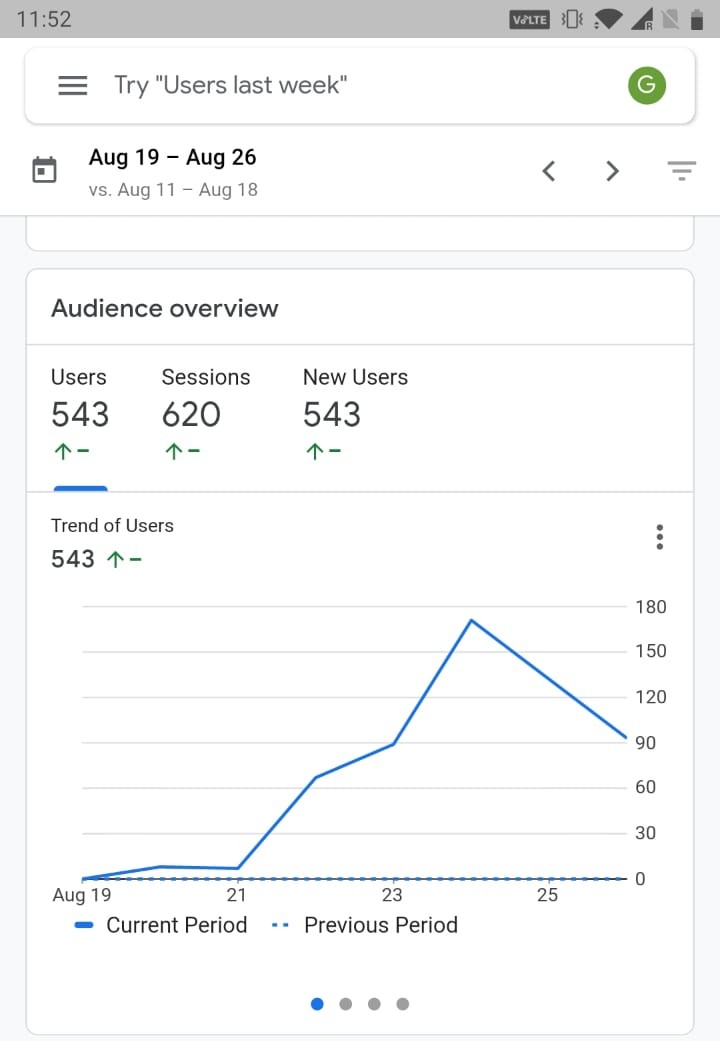 11:52
VoLTE
R
Try "Users last week"
G
Aug 19 – Aug 26
vs. Aug 11 – Aug 18
Audience overview
Users Sessions New Users
543 620 543
Trend of Users
543
180
150
120
90
60
30
0
Aug 19 21 23 25
Current Period Previous Period